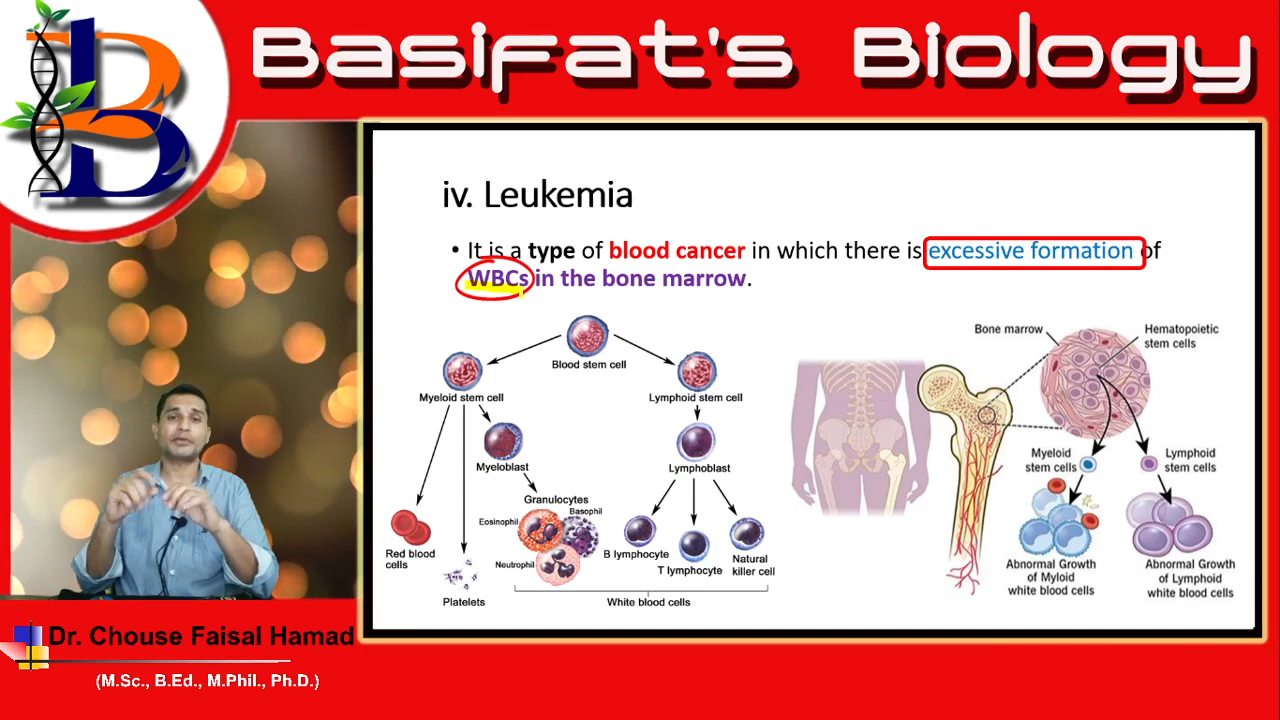 Basifat's Biology
iv. Leukemia
• It is a type of blood cancer in which there is excessive formation of
WBCs in the bone marrow.
Blood stem cell
Myeloid stem cell
Lymphoid stem cell
Myeloblast
Lymphoblast
Granulocytes
Basophil
Eosinophil
Neutrophil
Red blood
cells
Platelets
B lymphocyte
T lymphocyte
Natural
killer cell
White blood cells
Bone marrow
Hematopoietic
stem cells
Myeloid
stem cells
Lymphoid
stem cells
Abnormal Growth
of Myloid
white blood cells
Abnormal Growth
of Lymphoid
white blood cells
Dr. Chouse Faisal Hamad
(M.Sc., B.Ed., M.Phil., Ph.D.)